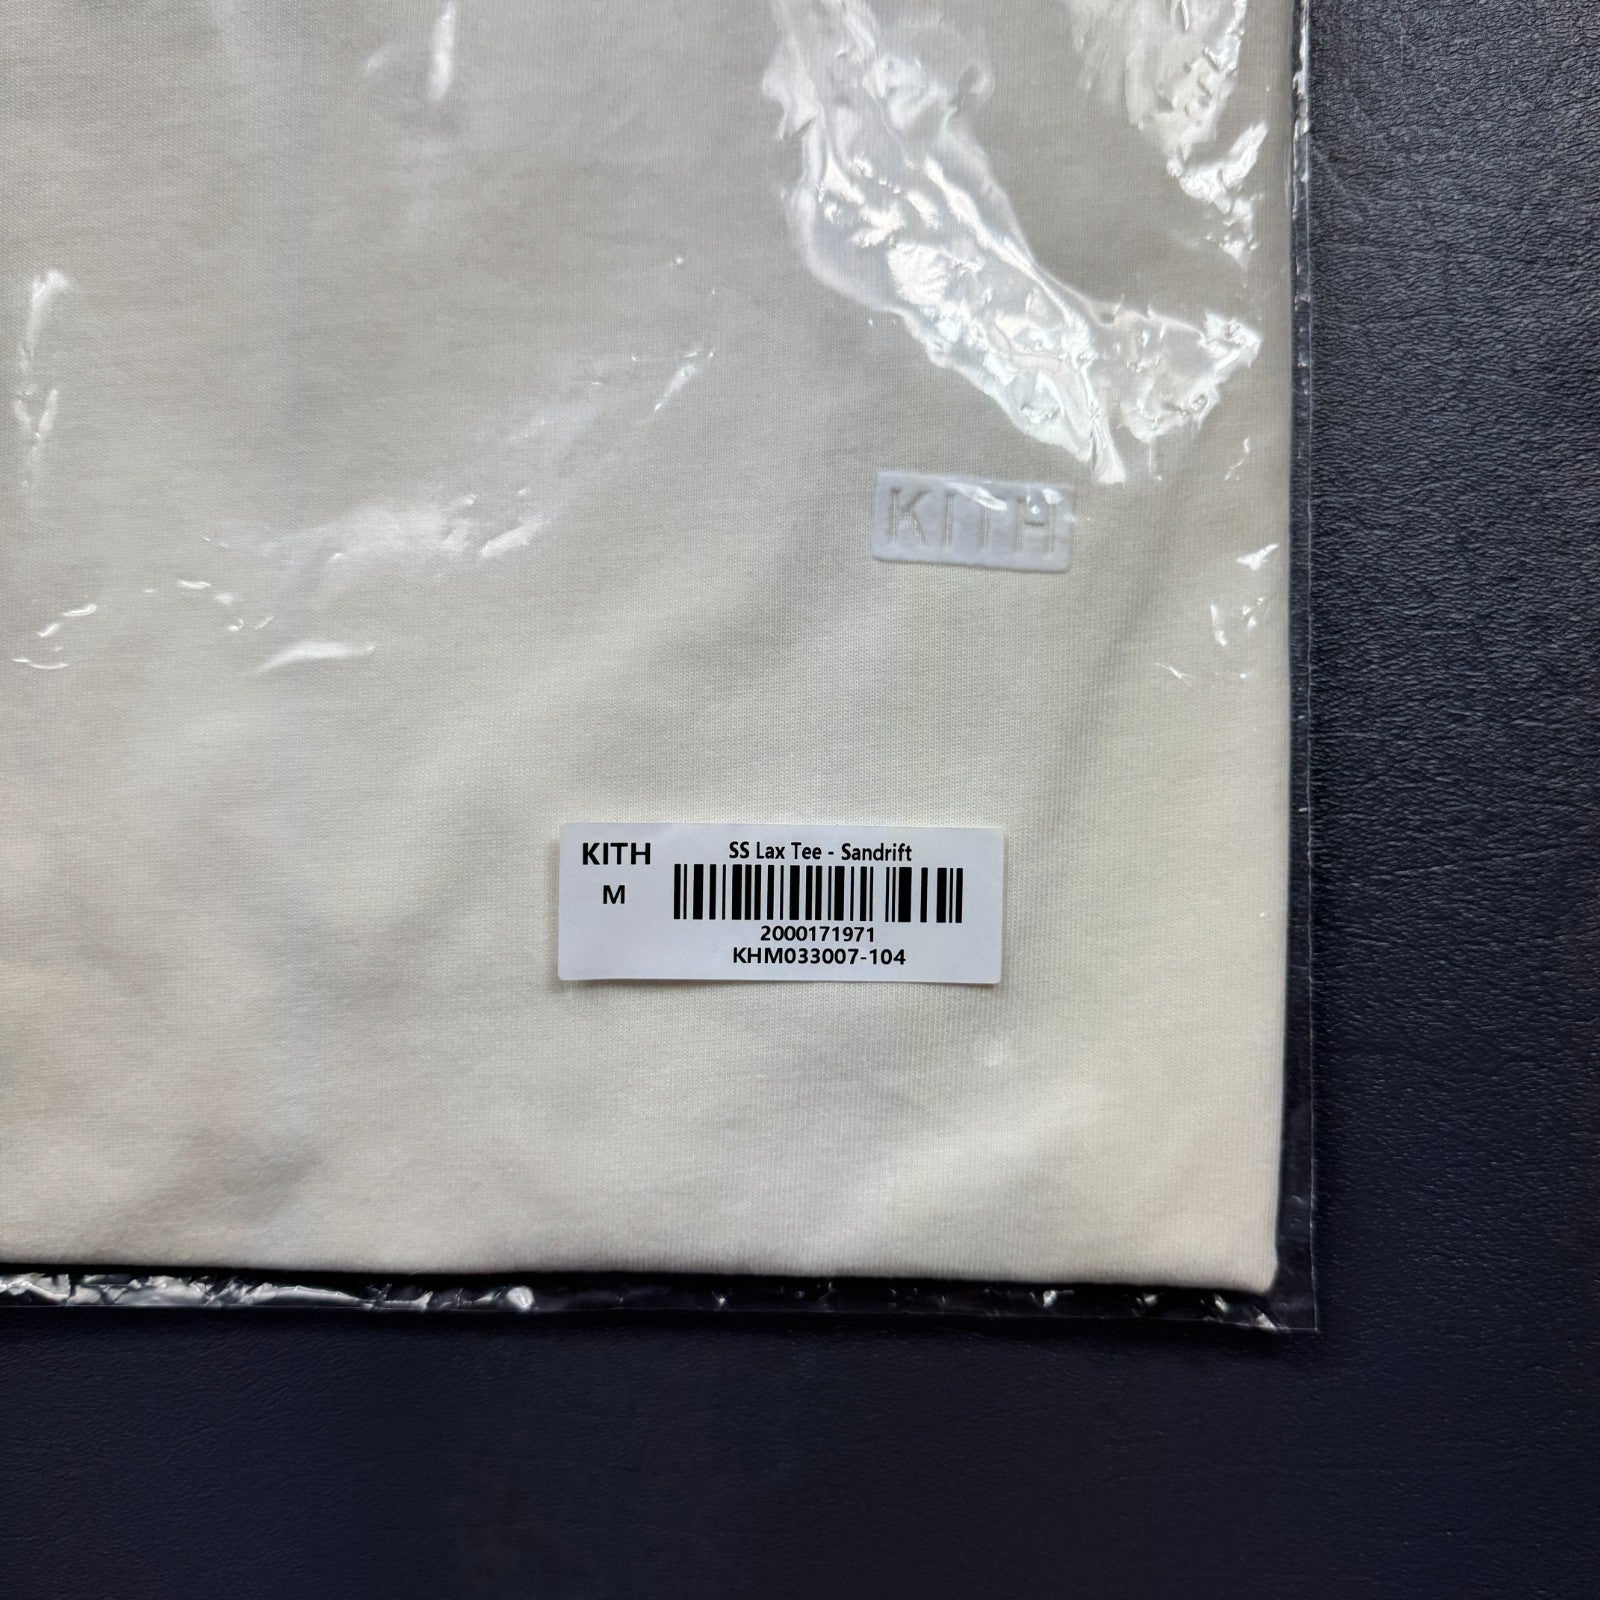 KITH
KITH
M
SS Lax Tee - Sandrift
2000171971
KHM033007-104